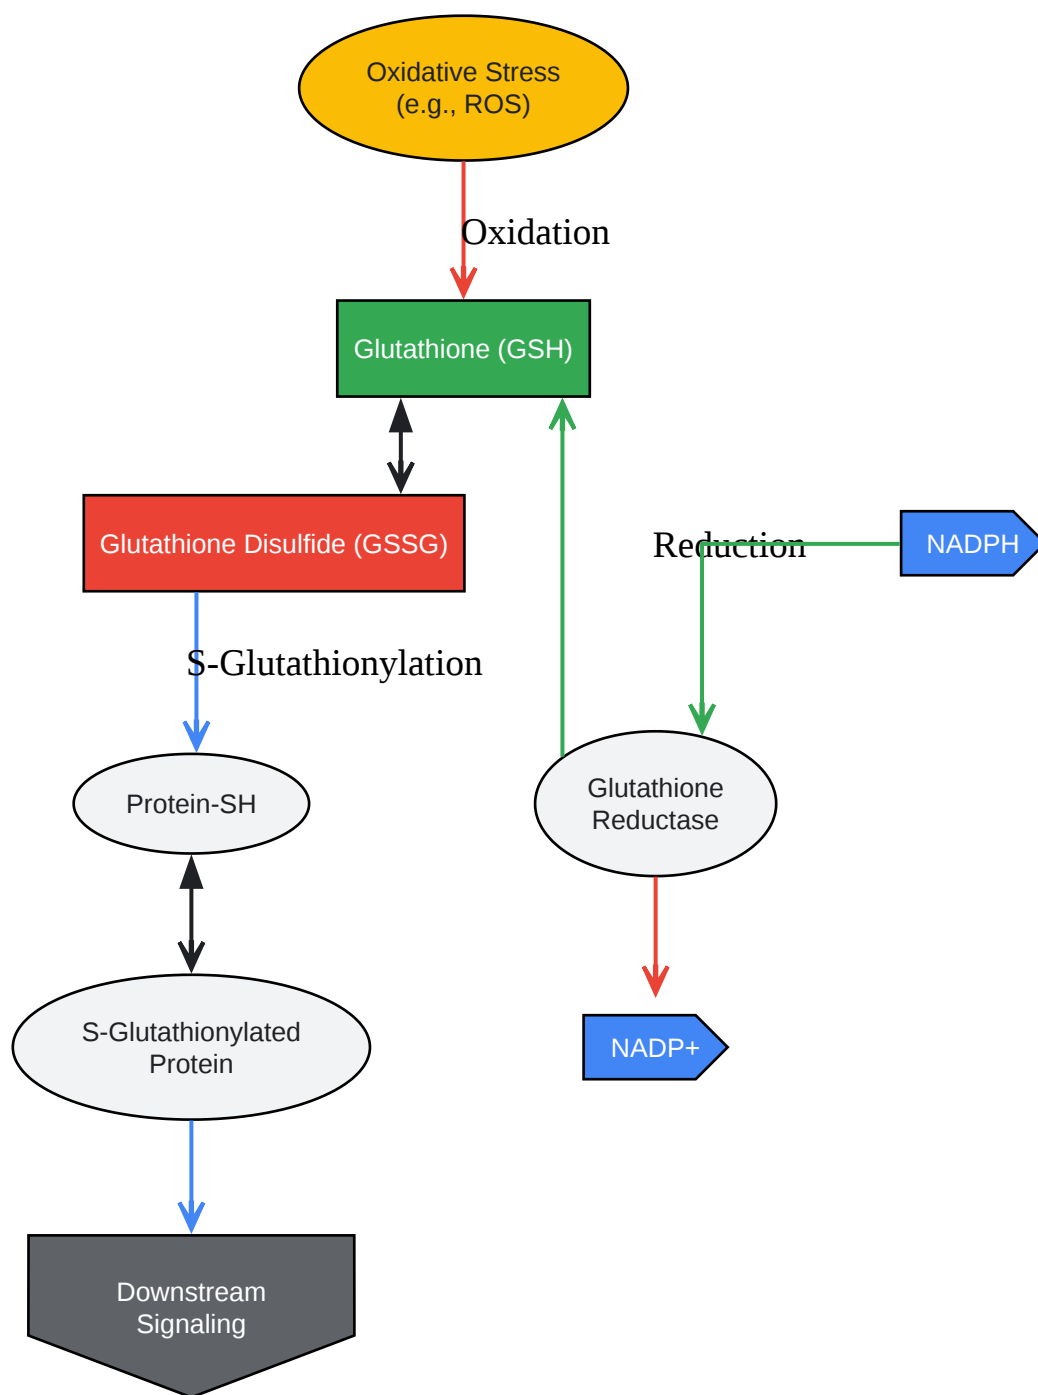 Oxidative Stress
(e.g., ROS)
Oxidation
Glutathione (GSH)
Glutathione Disulfide (GSSG)
Reduction
NADPH
S-Glutathionylation
Protein-SH
Glutathione
Reductase
S-Glutathionylated
Protein
NADP+
Downstream
Signaling